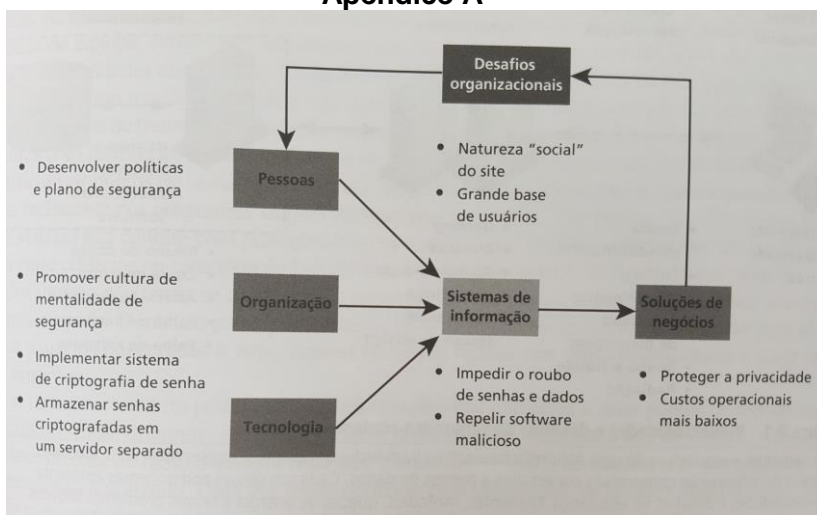 Apêndice A
Desafios
organizacionais
• Natureza "social"
do site
• Grande base
de usuários
• Desenvolver políticas
e plano de segurança
Pessoas
• Promover cultura de
mentalidade de
segurança
Organização
• Implementar sistema
de criptografia de senha
• Armazenar senhas
criptografadas em
um servidor separado
Tecnologia
Sistemas de
informação
• Impedir o roubo
de senhas e dados
• Repelir software
malicioso
Soluções de
negócios
• Proteger a privacidade
• Custos operacionais
mais baixos